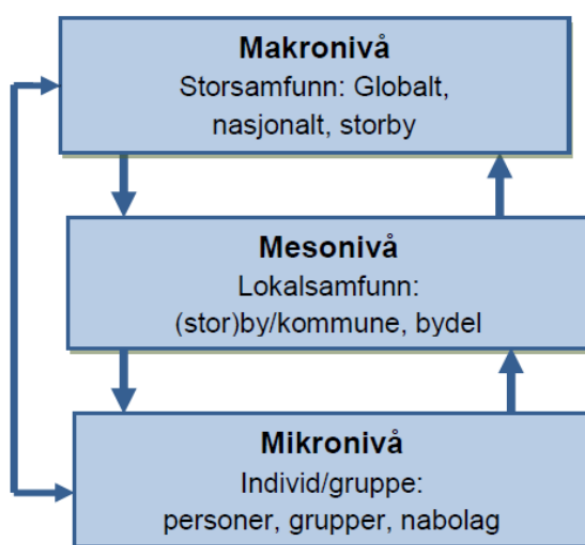 Makronivå
Storsamfunn: Globalt,
nasjonalt, storby
Mesonivå
Lokalsamfunn:
(stor)by/kommune, bydel
Mikronivå
Individ/gruppe:
personer, grupper, nabolag